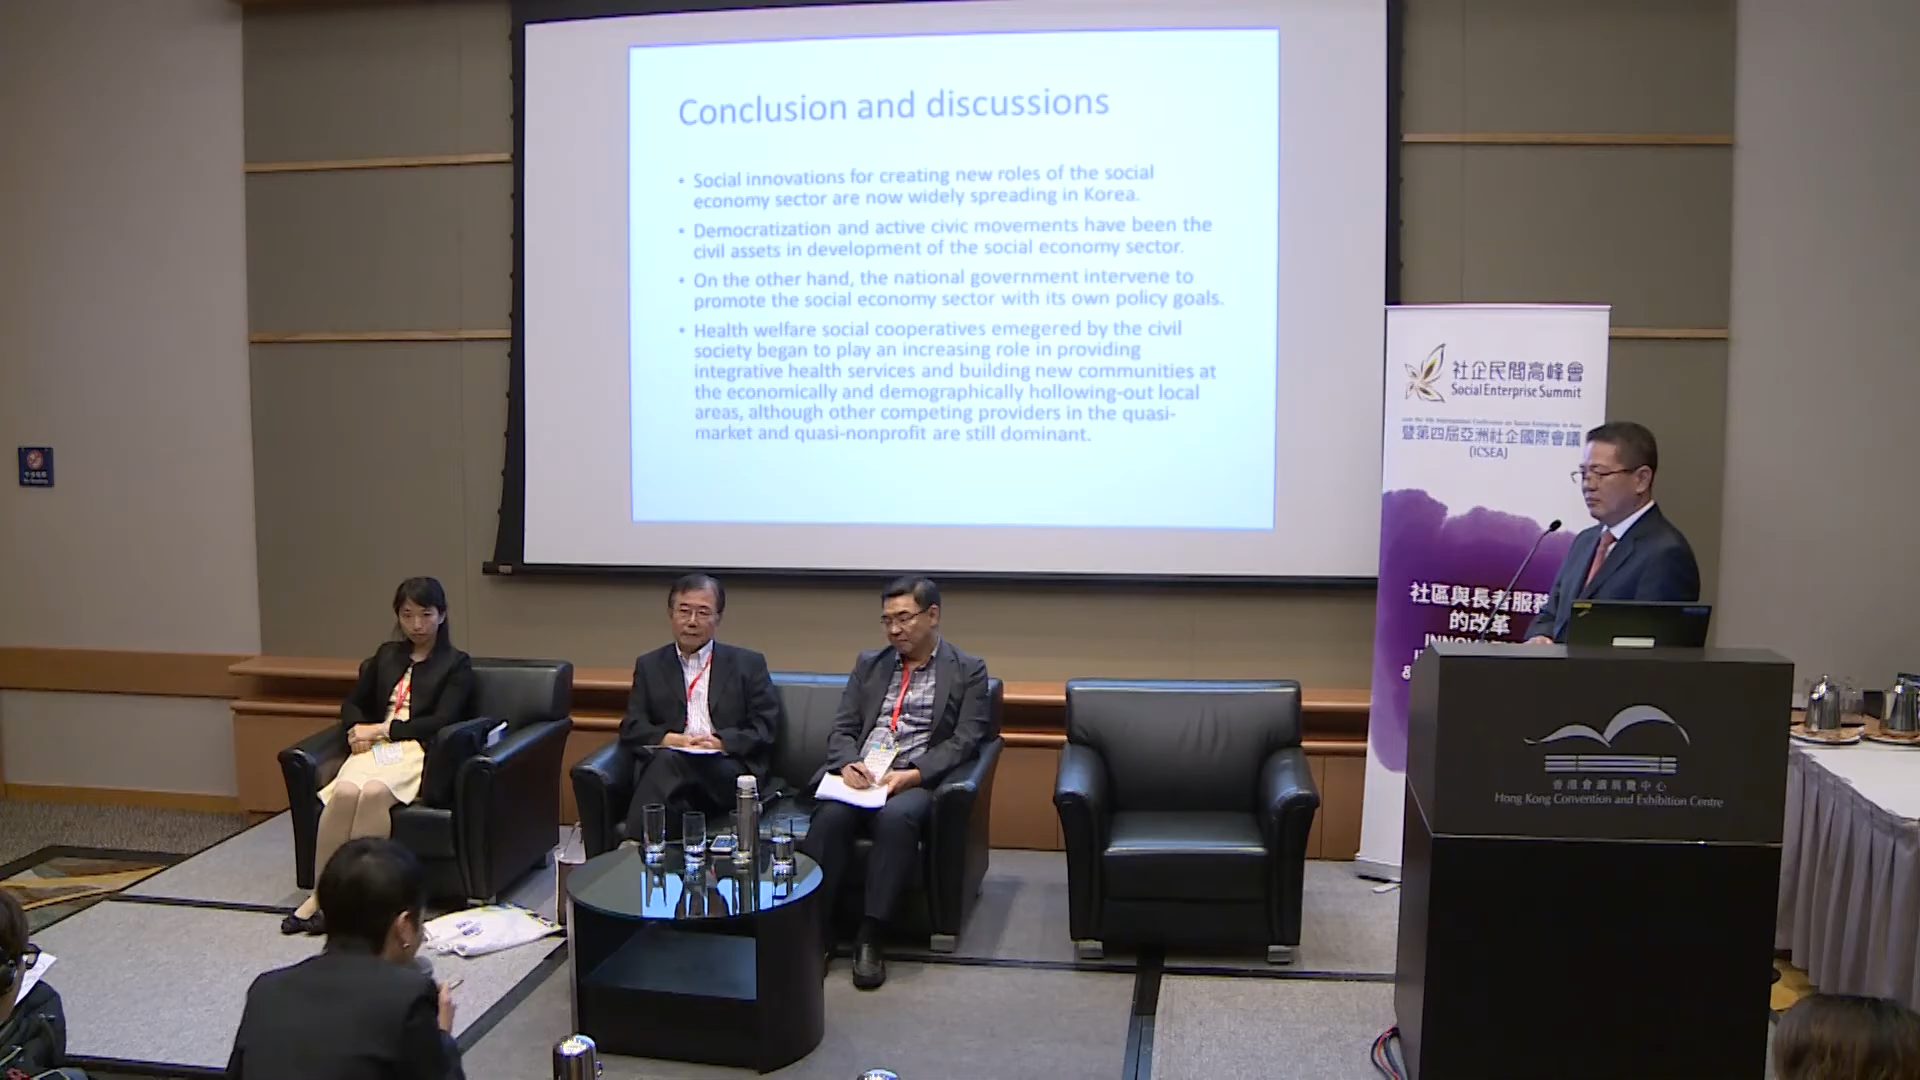 Conclusion and discussions
• Social innovations for creating new roles of the social
economy sector are now widely spreading in Korea.
• Democratization and active civic movements have been the
civil assets in development of the social economy sector.
• On the other hand, the national government intervene to
promote the social economy sector with its own policy goals.
• Health welfare social cooperatives emegered by the civil
society began to play an increasing role in providing
integrative health services and building new communities at
the economically and demographically hollowing-out local
areas, although other competing providers in the quasi-
market and quasi-nonprofit are still dominant.
社企民間高峰會
Social Enterprise Summit
暨第四屆亞洲社企國際會議
(ICSEA)
社區與長者服務
的改革
香港會議展覽中心
Hong Kong Convention and Exhibition Centre